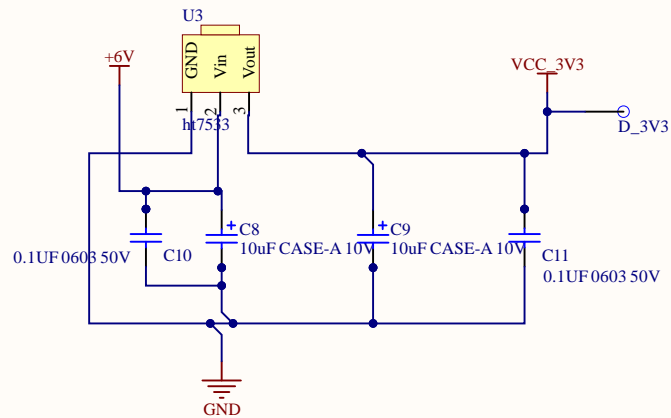 U3
+6V
GND
Vin
Vout
1
2
3
ht7533
VCC_3V3
D_3V3
C10
0.1UF 0603 50V
C8
10uF CASE-A 10V
C9
10uF CASE-A 10V
C11
0.1UF 0603 50V
GND